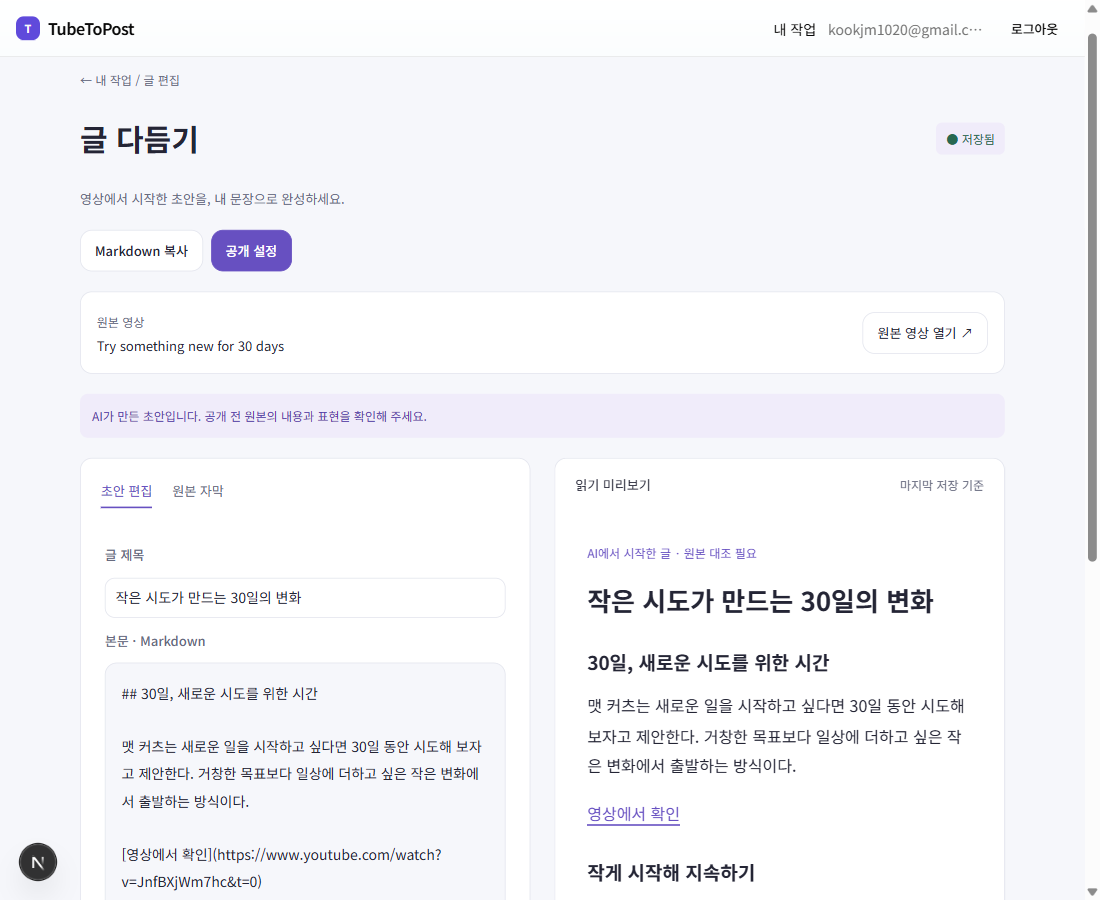 T TubeToPost
내 작업 kookjm1020@gmail.c··· 로그아웃
← 내 작업 / 글 편집
글 다듬기
저장됨
영상에서 시작한 초안을, 내 문장으로 완성하세요.
Markdown 복사 공개 설정
원본 영상
Try something new for 30 days
원본 영상 열기 ↗
AI가 만든 초안입니다. 공개 전 원본의 내용과 표현을 확인해 주세요.
초안 편집 원본 자막
글 제목
작은 시도가 만드는 30일의 변화
본문 · Markdown
## 30일, 새로운 시도를 위한 시간
맷 커츠는 새로운 일을 시작하고 싶다면 30일 동안 시도해 보자
고 제안한다. 거창한 목표보다 일상에 더하고 싶은 작은 변화에
서 출발하는 방식이다.
[영상에서 확인](https://www.youtube.com/watch?
v=JnfBXjWm7hc&t=0)
읽기 미리보기
마지막 저장 기준
AI에서 시작한 글 · 원본 대조 필요
작은 시도가 만드는 30일의 변화
30일, 새로운 시도를 위한 시간
맷 커츠는 새로운 일을 시작하고 싶다면 30일 동안 시도해
보자고 제안한다. 거창한 목표보다 일상에 더하고 싶은 작
은 변화에서 출발하는 방식이다.
영상에서 확인
작게 시작해 지속하기
N